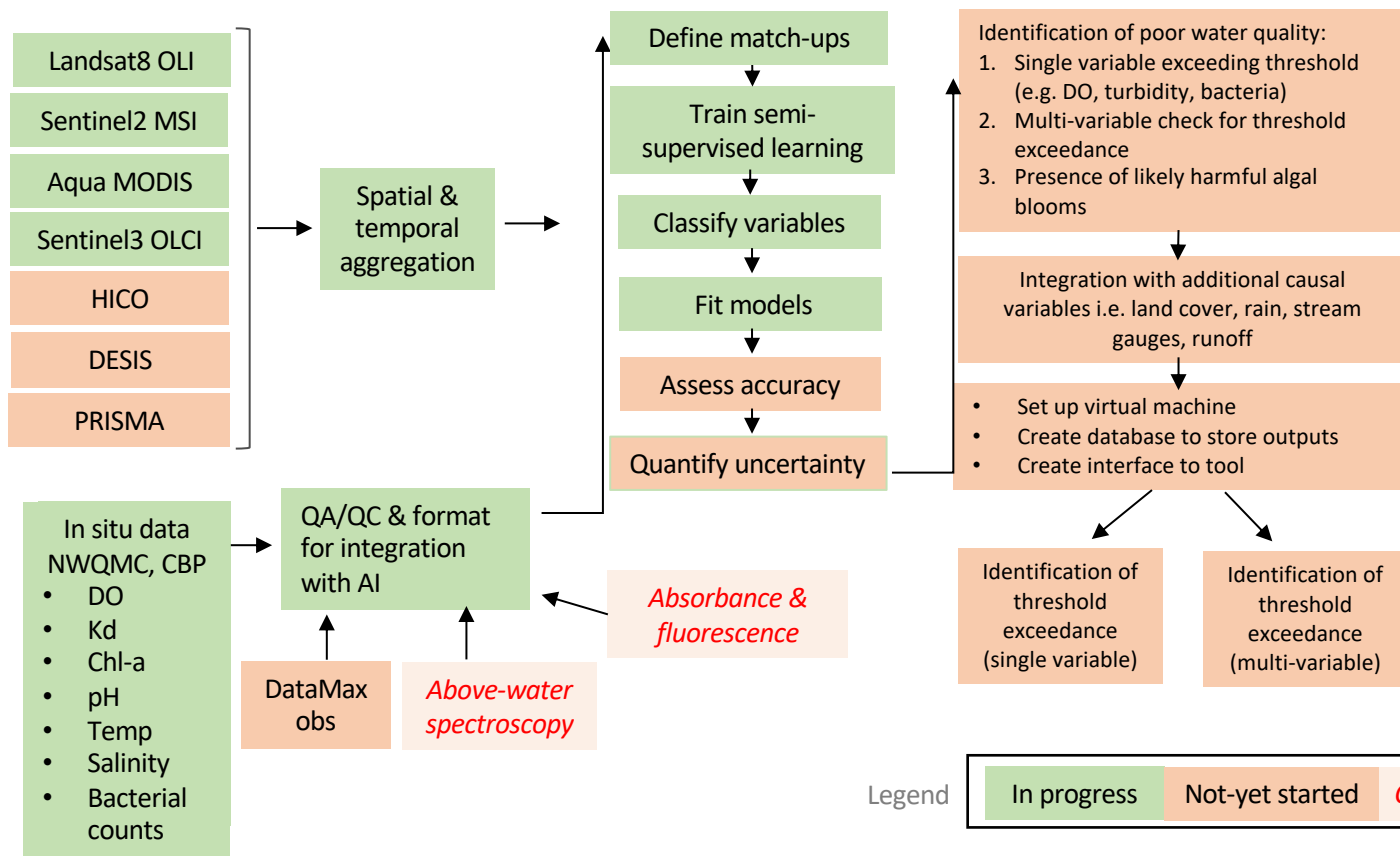 Landsat8 OLI
Sentinel2 MSI
Aqua MODIS
Sentinel3 OLCI
HICO
DESIS
PRISMA
Spatial &
temporal
aggregation
In situ data
NWQMC, CBP
• DO
• Kd
• Chl-a
• pH
• Temp
• Salinity
• Bacterial
counts
QA/QC & format
for integration
with AI
DataMax
obs
Above-water
spectroscopy
Absorbance &
fluorescence
Define match-ups
Train semi-
supervised learning
Classify variables
Fit models
Assess accuracy
Quantify uncertainty
Identification of poor water quality:
1. Single variable exceeding threshold
(e.g. DO, turbidity, bacteria)
2. Multi-variable check for threshold
exceedance
3. Presence of likely harmful algal
blooms
Integration with additional causal
variables i.e. land cover, rain, stream
gauges, runoff
• Set up virtual machine
• Create database to store outputs
• Create interface to tool
Identification of
threshold
exceedance
(single variable)
Identification of
threshold
exceedance
(multi-variable)
Legend
In progress
Not-yet started